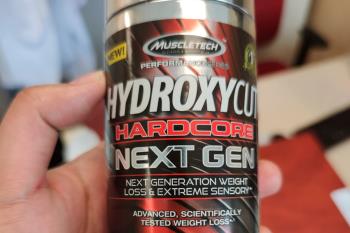 NEW!
MUSCLETECH
PERFORMANCE SERIES
HYDROXYCUT
HARDCORE
NEXT GEN
NEXT GENERATION WEIGHT
LOSS & EXTREME SENSORY^^
ADVANCED, SCIENTIFICALLY
TESTED WEIGHT LOSS^^